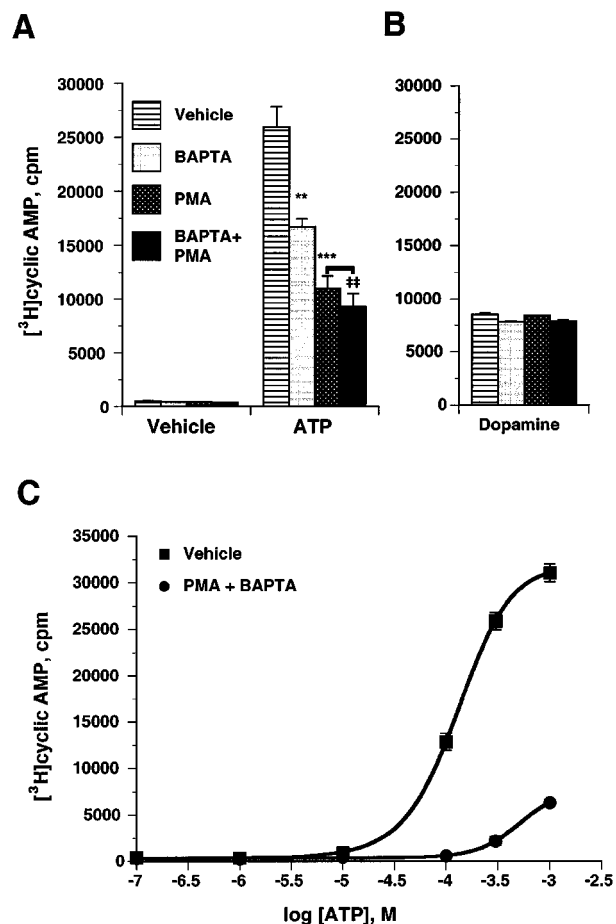 A
B
[³H]cyclic AMP, cpm
30000
25000
20000
15000
10000
5000
0
Vehicle
BAPTA
PMA
BAPTA+
PMA
**
***
‡‡
Vehicle
ATP
30000
25000
20000
15000
10000
5000
0
Dopamine
C
[³H]cyclic AMP, cpm
35000
30000
25000
20000
15000
10000
5000
0
Vehicle
PMA + BAPTA
-7 -6.5 -6 -5.5 -5 -4.5 -4 -3.5 -3 -2.5
log [ATP], M